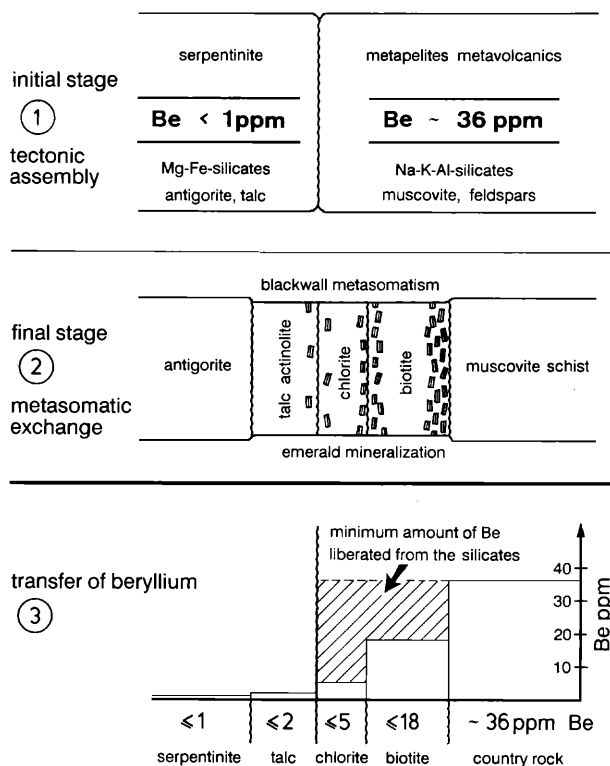 initial stage
1
tectonic
assembly
serpentinite
Be < 1ppm
Mg-Fe-silicates
antigorite, talc
metapelites metavolcanics
Be ~ 36 ppm
Na-K-Al-silicates
muscovite, feldspars
blackwall metasomatism
final stage
2
metasomatic
exchange
antigorite
talc actinolite
chlorite
biotite
muscovite schist
emerald mineralization
minimum amount of Be
liberated from the silicates
transfer of beryllium
3
40
30
20
10
Be ppm
⩽1 ⩽2 ⩽5 ⩽18 ~ 36 ppm Be
serpentinite talc chlorite biotite country rock